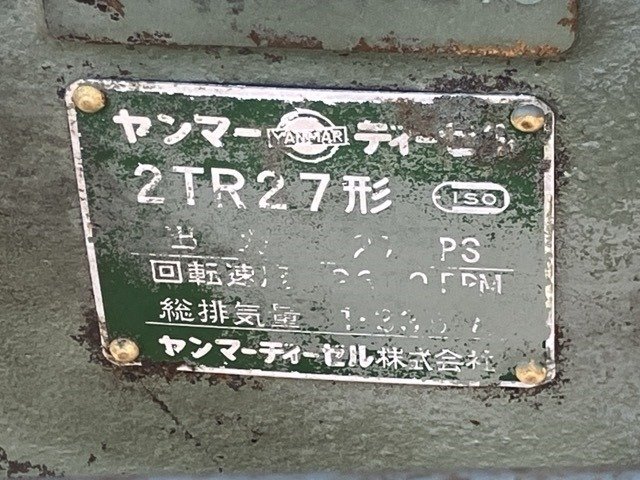 ヤンマー YANMAR ディーゼル
2TR27形 ISO
出力 PS
回転速度 RPM
総排気量
ヤンマーディーゼル株式会社